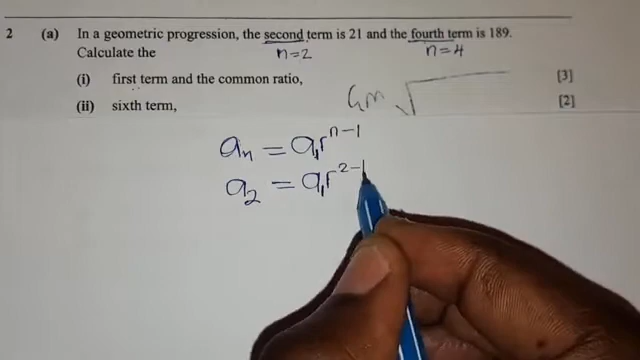 2 (a) In a geometric progression, the second term is 21 and the fourth term is 189.
Calculate the n=2 n=4
(i) first term and the common ratio, [3]
(ii) sixth term, [2]
aₙ = a₁rⁿ⁻¹
a₂ = a₁r²⁻¹